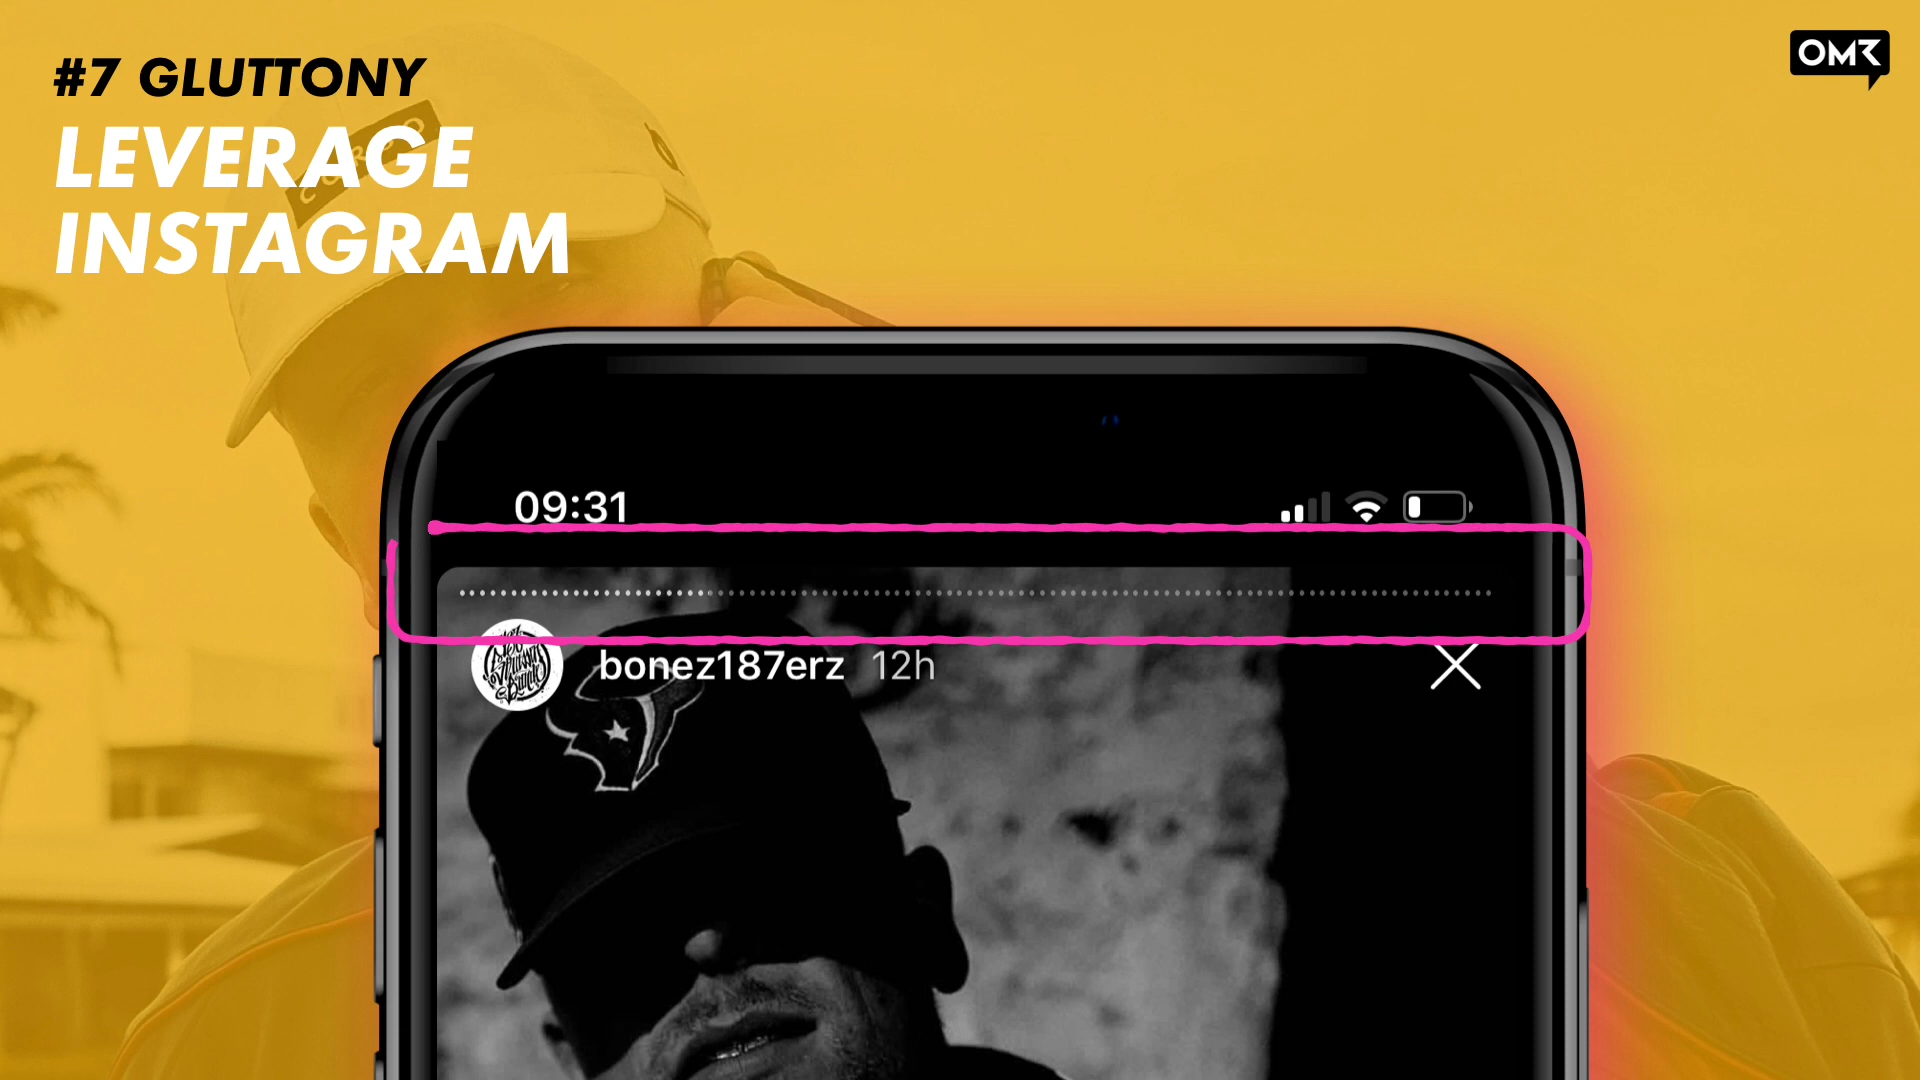 #7 GLUTTONY
LEVERAGE
INSTAGRAM
OMR
09:31
bonez187erz 12h